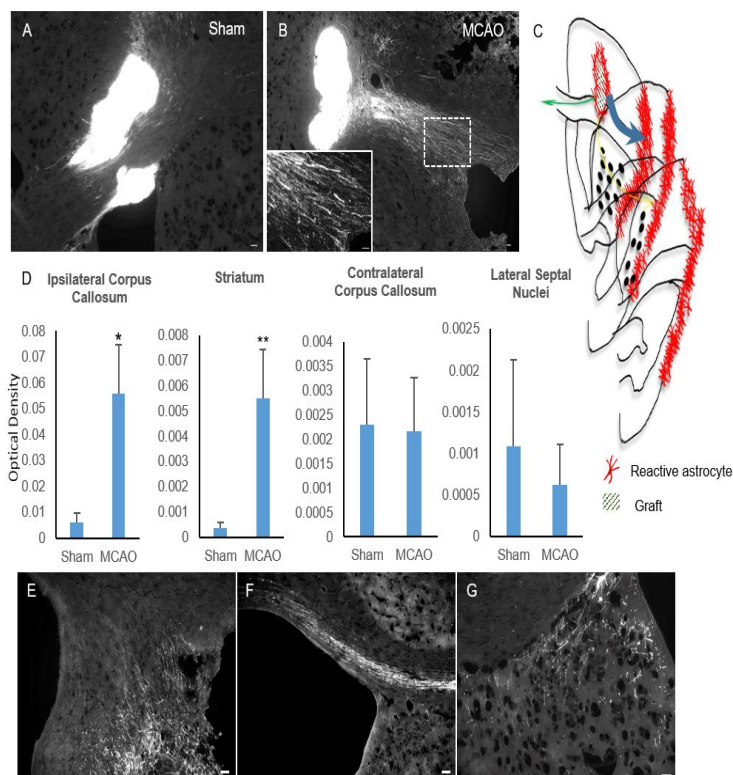 A
Sham
B
MCAO
C
D
Ipsilateral Corpus
Callosum
Striatum
Contralateral
Corpus Callosum
Lateral Septal
Nuclei
Optical Density
0.08
0.07
0.06
0.05
0.04
0.03
0.02
0.01
0
*
Sham MCAO
0.008
0.007
0.006
0.005
0.004
0.003
0.002
0.001
0
**
Sham MCAO
0.004
0.0035
0.003
0.0025
0.002
0.0015
0.001
0.0005
0
Sham MCAO
0.0025
0.002
0.0015
0.001
0.0005
0
Sham MCAO
Reactive astrocyte
Graft
E
F
G